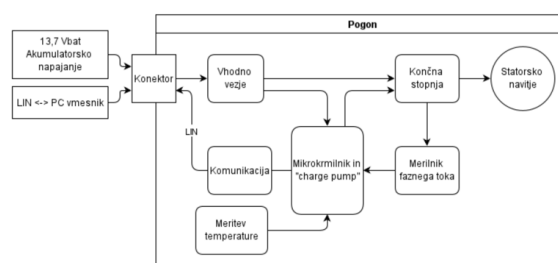 Pogon
13,7 Vbat
Akumulatorsko
napajanje
LIN <-> PC vmesnik
Konektor
Vhodno
vezje
Končna
stopnja
Statorsko
navitje
LIN
Komunikacija
Mikrokrmilnik in
"charge pump"
Merilnik
faznega toka
Meritev
temperature